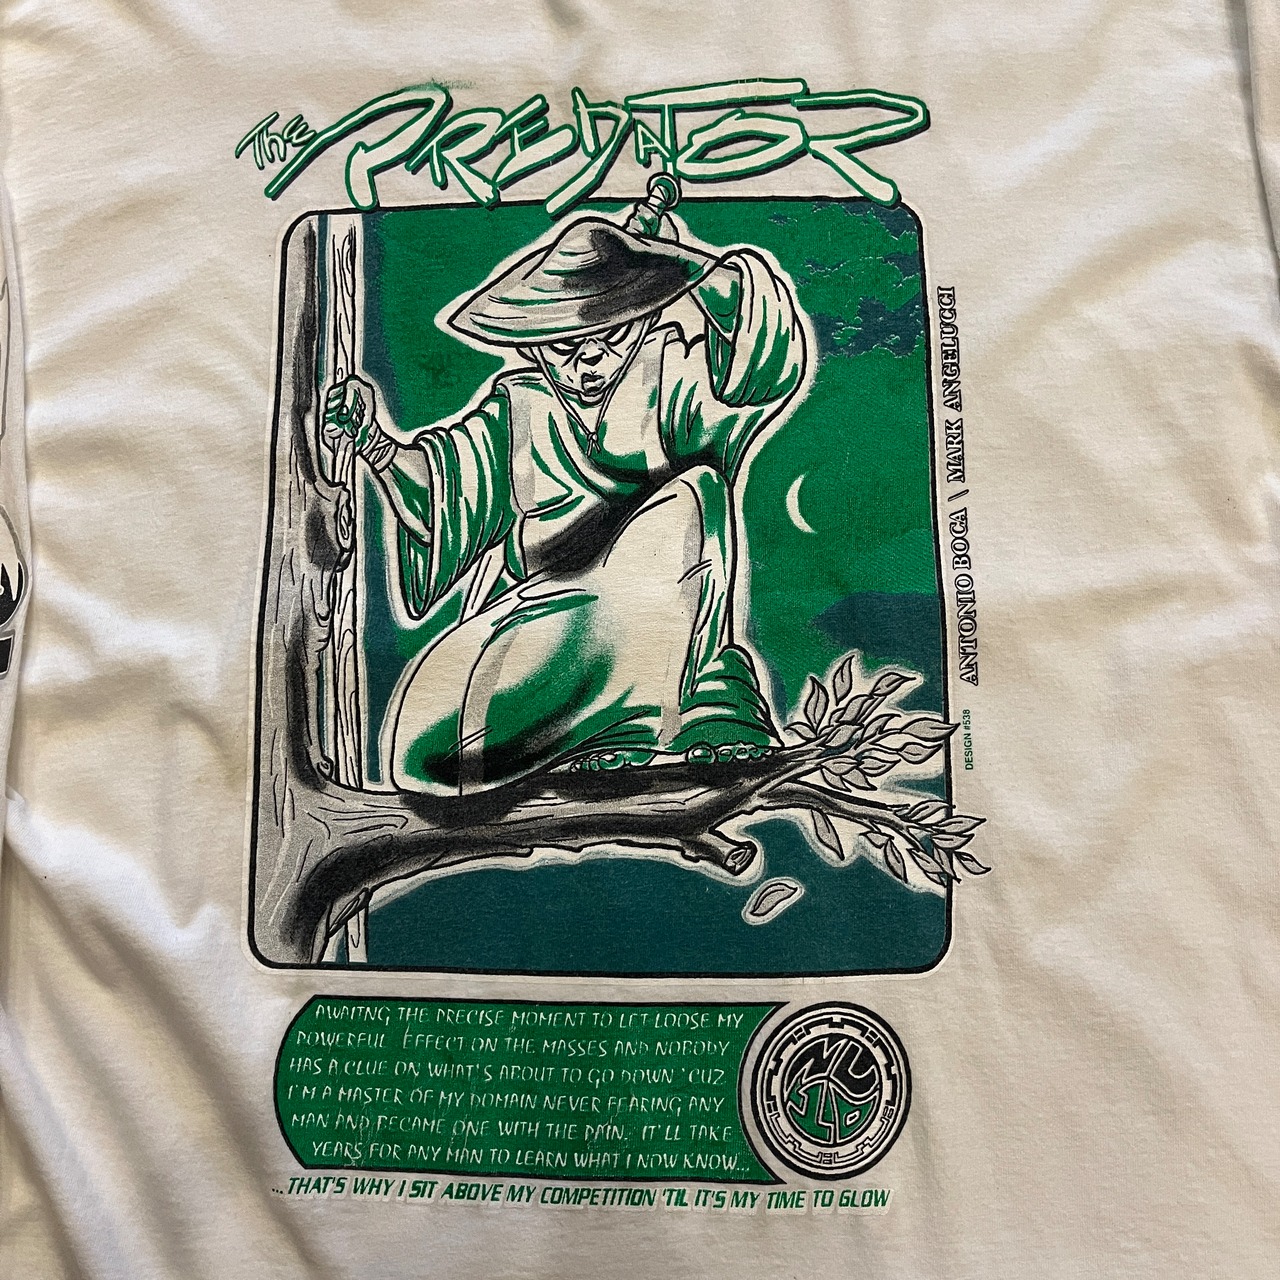 The PREDATOR
ANTONIO BOCA \ MARK ANGELUCCI
DESIGN #538
AWAITNG THE PRECISE MOMENT TO LET LOOSE MY
POWERFUL EFFECT ON THE MASSES AND NOBODY
HAS A CLUE ON WHAT'S ABOUT TO GO DOWN 'CUZ
I'M A MASTER OF MY DOMAIN NEVER FEARING ANY
MAN AND BECAME ONE WITH THE PAIN. IT'LL TAKE
YEARS FOR ANY MAN TO LEARN WHAT I NOW KNOW...
...THAT'S WHY I SIT ABOVE MY COMPETITION 'TIL IT'S MY TIME TO GLOW